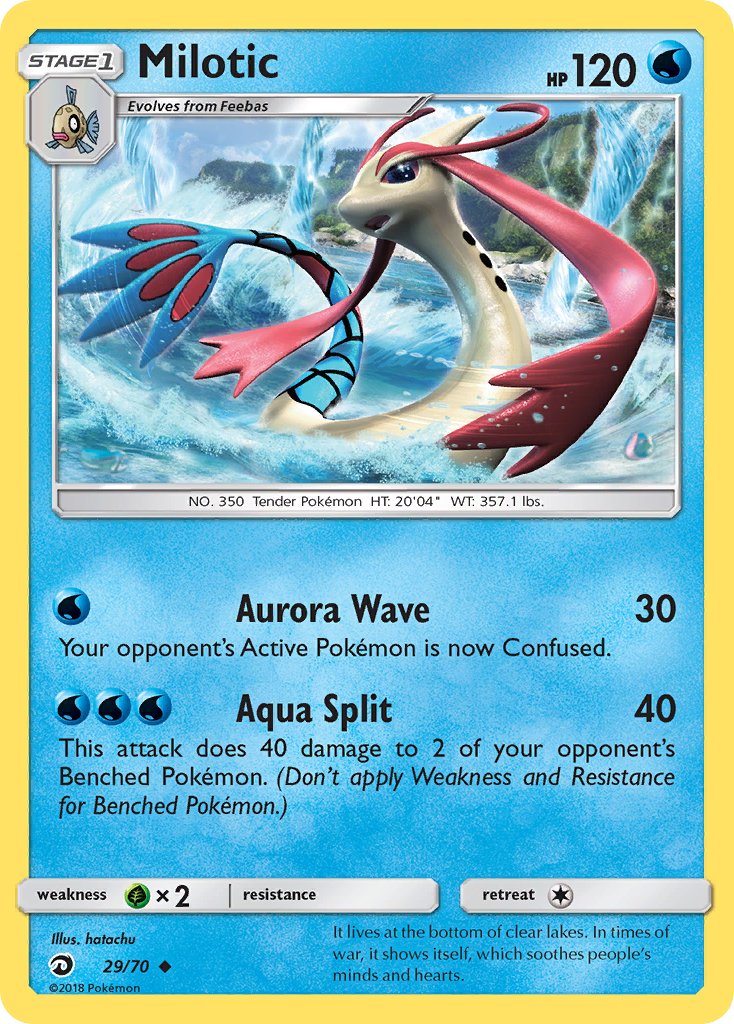 STAGE1 Milotic HP 120
Evolves from Feebas
NO. 350 Tender Pokémon HT: 20'04" WT: 357.1 lbs.
Aurora Wave 30
Your opponent's Active Pokémon is now Confused.
Aqua Split 40
This attack does 40 damage to 2 of your opponent's
Benched Pokémon. (Don't apply Weakness and Resistance
for Benched Pokémon.)
weakness ×2 resistance retreat
Illus. hatachu
29/70
©2018 Pokémon
It lives at the bottom of clear lakes. In times of
war, it shows itself, which soothes people's
minds and hearts.